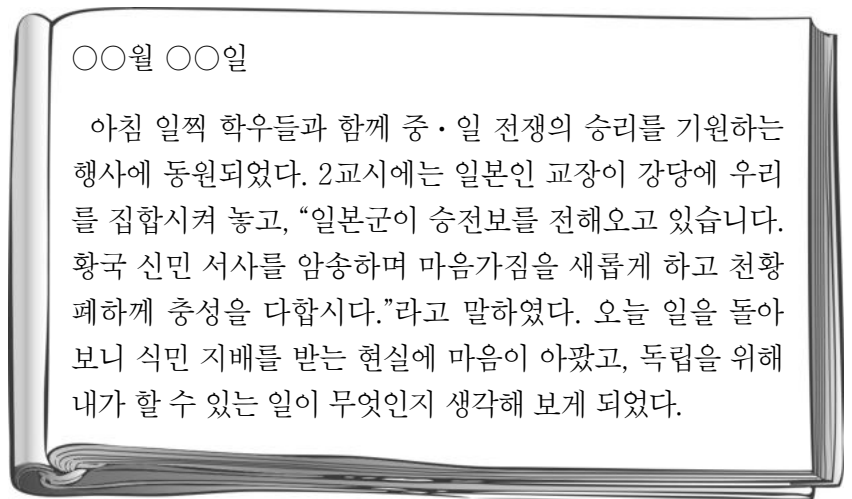 ○○월 ○○일
아침 일찍 학우들과 함께 중・일 전쟁의 승리를 기원하는
행사에 동원되었다. 2교시에는 일본인 교장이 강당에 우리
를 집합시켜 놓고, “일본군이 승전보를 전해오고 있습니다.
황국 신민 서사를 암송하며 마음가짐을 새롭게 하고 천황
폐하께 충성을 다합시다.”라고 말하였다. 오늘 일을 돌아
보니 식민 지배를 받는 현실에 마음이 아팠고, 독립을 위해
내가 할 수 있는 일이 무엇인지 생각해 보게 되었다.